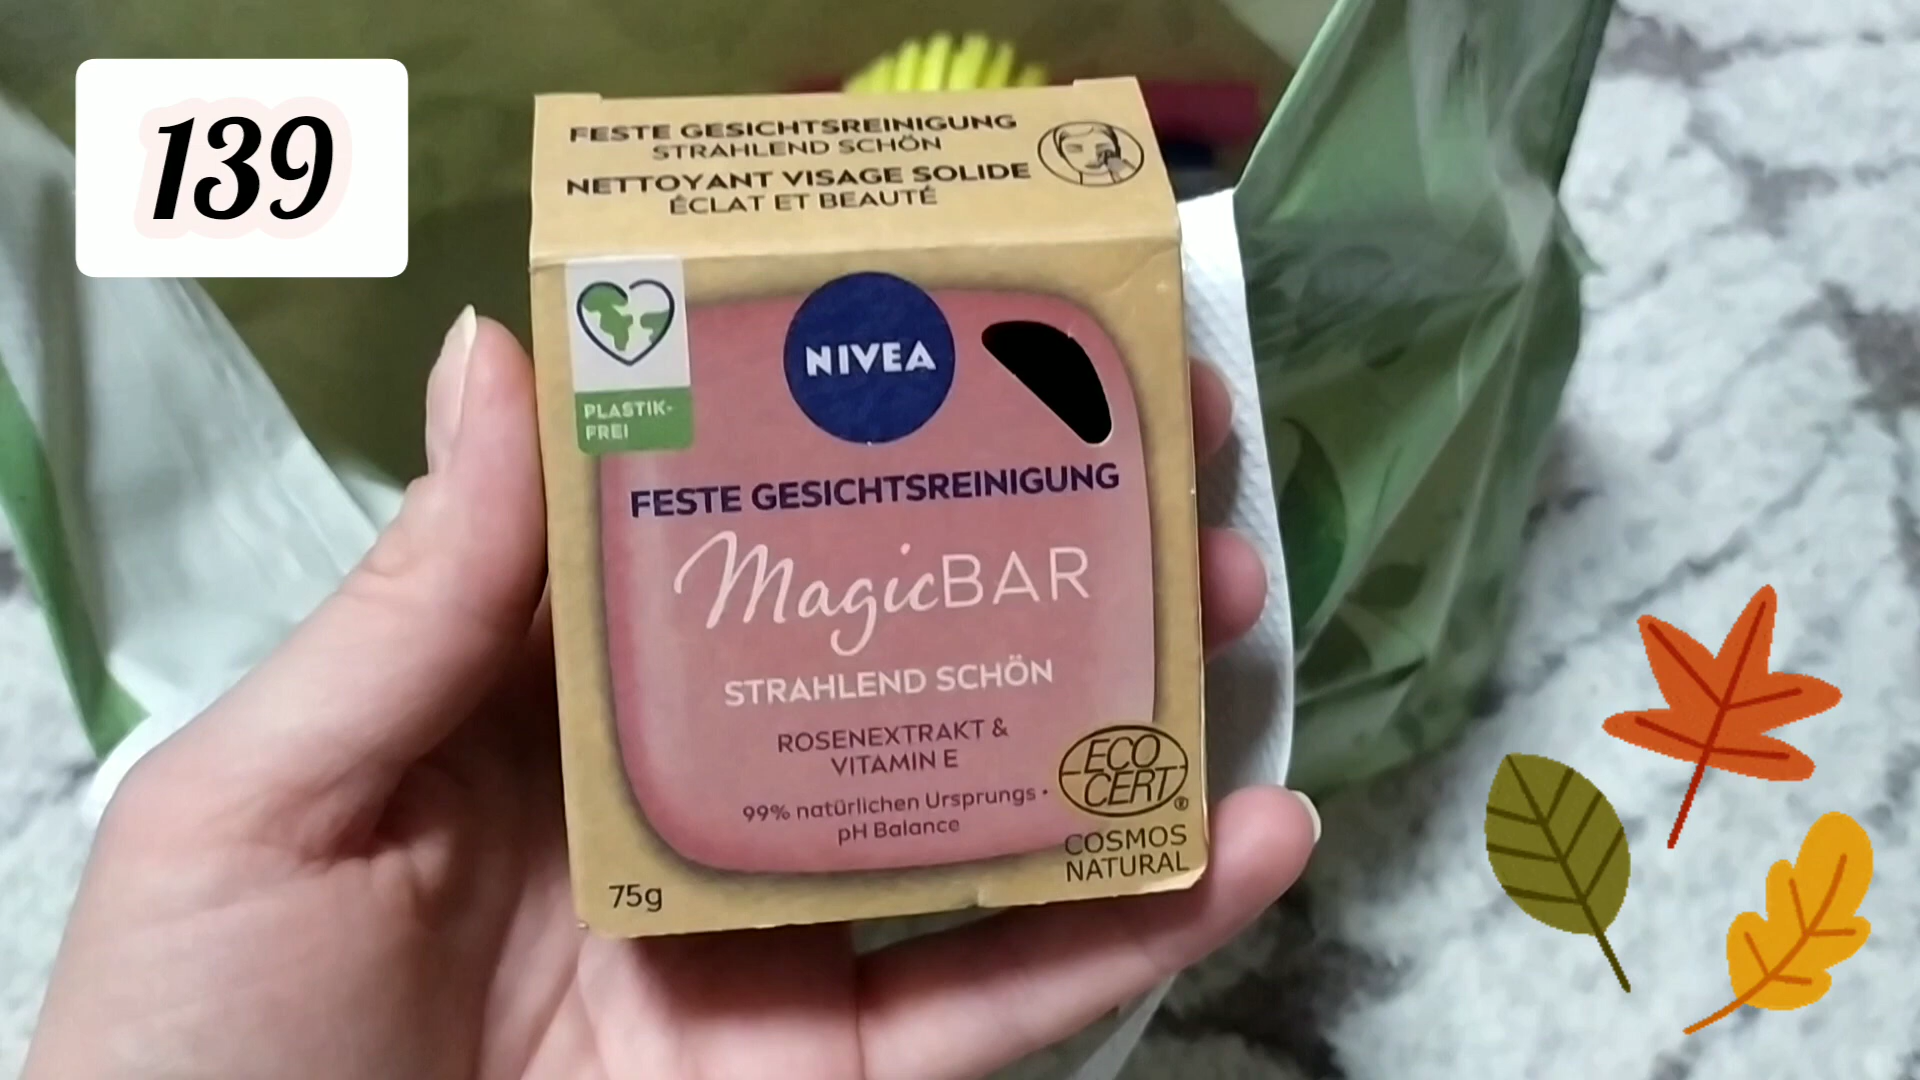 139
FESTE GESICHTSREINIGUNG
STRAHLEND SCHÖN
NETTOYANT VISAGE SOLIDE
ÉCLAT ET BEAUTÉ
PLASTIK-
FREI
NIVEA
FESTE GESICHTSREINIGUNG
MagicBAR
STRAHLEND SCHÖN
ROSENEXTRAKT &
VITAMIN E
99% natürlichen Ursprungs •
pH Balance
ECO
CERT®
COSMOS
NATURAL
75g